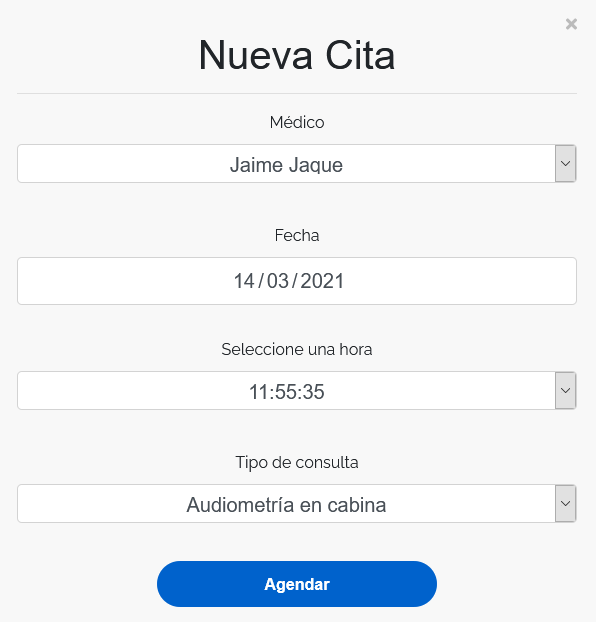 ×
Nueva Cita
Médico
Jaime Jaque
Fecha
14/03/2021
Seleccione una hora
11:55:35
Tipo de consulta
Audiometría en cabina
Agendar